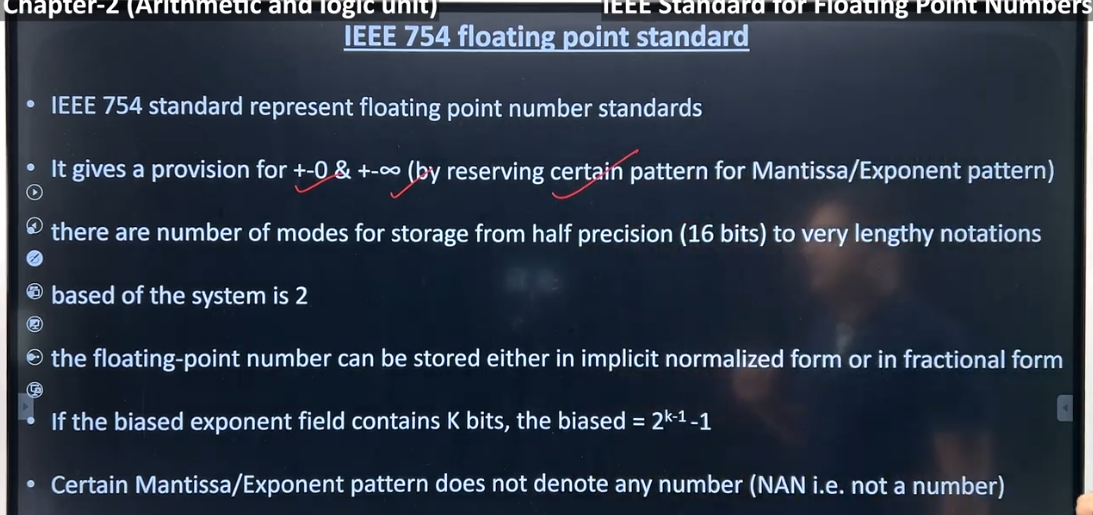 Chapter-2 (Arithmetic and logic unit)
IEEE Standard for Floating Point Numbers
IEEE 754 floating point standard
• IEEE 754 standard represent floating point number standards
• It gives a provision for +-0 & +-∞ (by reserving certain pattern for Mantissa/Exponent pattern)
there are number of modes for storage from half precision (16 bits) to very lengthy notations
based of the system is 2
the floating-point number can be stored either in implicit normalized form or in fractional form
• If the biased exponent field contains K bits, the biased = 2ᵏ⁻¹ -1
• Certain Mantissa/Exponent pattern does not denote any number (NAN i.e. not a number)